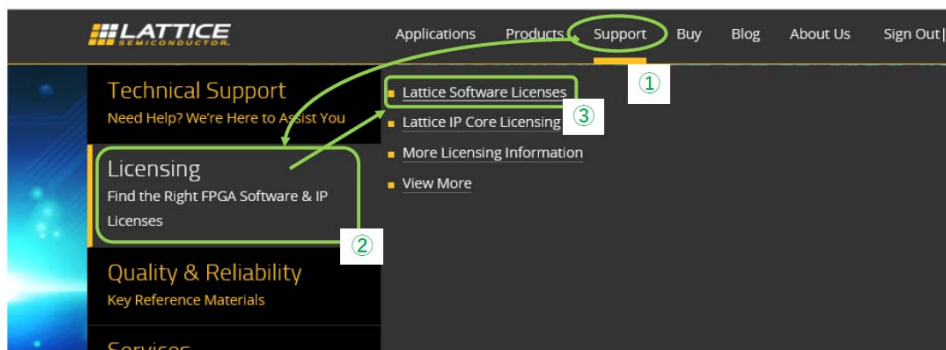 LATTICE
SEMICONDUCTOR.
Applications Products Support Buy Blog About Us Sign Out|
①
Technical Support
Need Help? We're Here to Assist You
Licensing
Find the Right FPGA Software & IP
Licenses
②
Quality & Reliability
Key Reference Materials
Services
Lattice Software Licenses
③
Lattice IP Core Licensing
More Licensing Information
View More